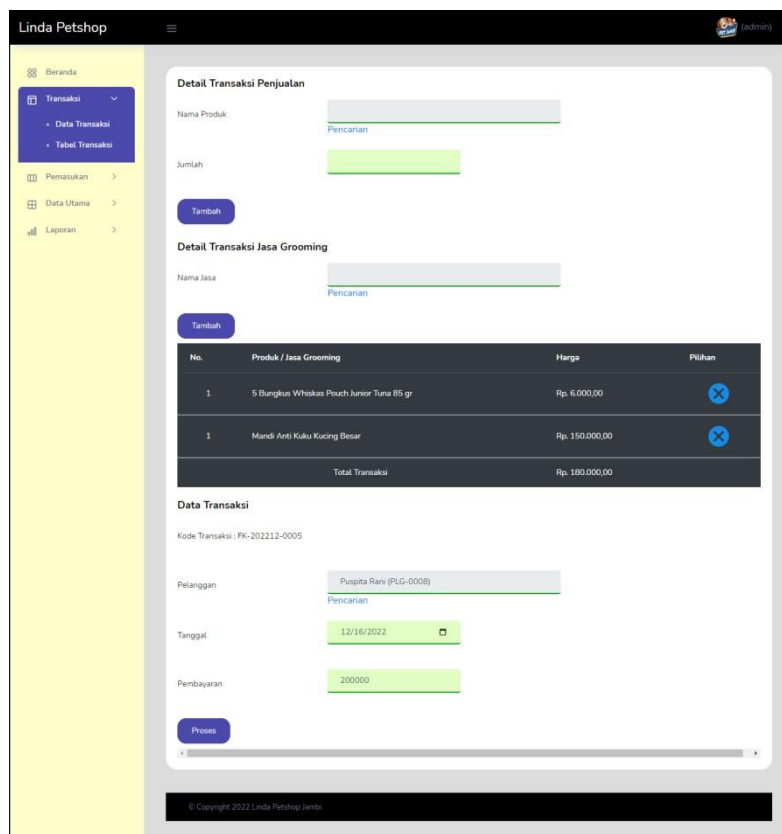 Linda Petshop
(admin)
Beranda
Transaksi
Data Transaksi
Tabel Transaksi
Pemasukan
Data Utama
Laporan
Detail Transaksi Penjualan
Nama Produk
Pencarian
Jumlah
Tambah
Detail Transaksi Jasa Grooming
Nama Jasa
Pencarian
Tambah
No. Produk / Jasa Grooming Harga Pilihan
1 5 Bungkus Whiskas Pouch Junior Tuna 85 gr Rp. 6.000,00
1 Mandi Anti Kuku Kucing Besar Rp. 150.000,00
Total Transaksi Rp. 180.000,00
Data Transaksi
Kode Transaksi : FK-202212-0005
Pelanggan Puspita Rani (PLG-0008)
Pencarian
Tanggal 12/16/2022
Pembayaran 200000
Proses
© Copyright 2022 Linda Petshop Jambi